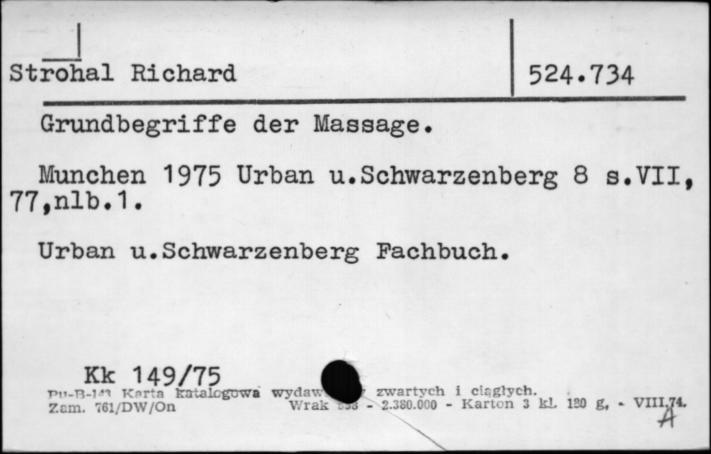 Strohal Richard 524.734
Grundbegriffe der Massage.
Munchen 1975 Urban u.Schwarzenberg 8 s.VII,
77,nlb.1.
Urban u.Schwarzenberg Fachbuch.
Kk 149/75
Pu-B-143 Karta katalogowa zwartych i ciągłych.
Zam. 761/DW/On Wrak - 2.380.000 - Karton 3 kl. 180 g, - VIII.74.
A